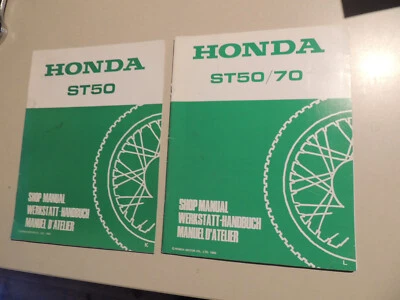 HONDA
ST50
SHOP MANUAL
WERKSTATT-HANDBUCH
MANUEL D'ATELIER
K
HONDA
ST50/70
SHOP MANUAL
WERKSTATT-HANDBUCH
MANUEL D'ATELIER
L